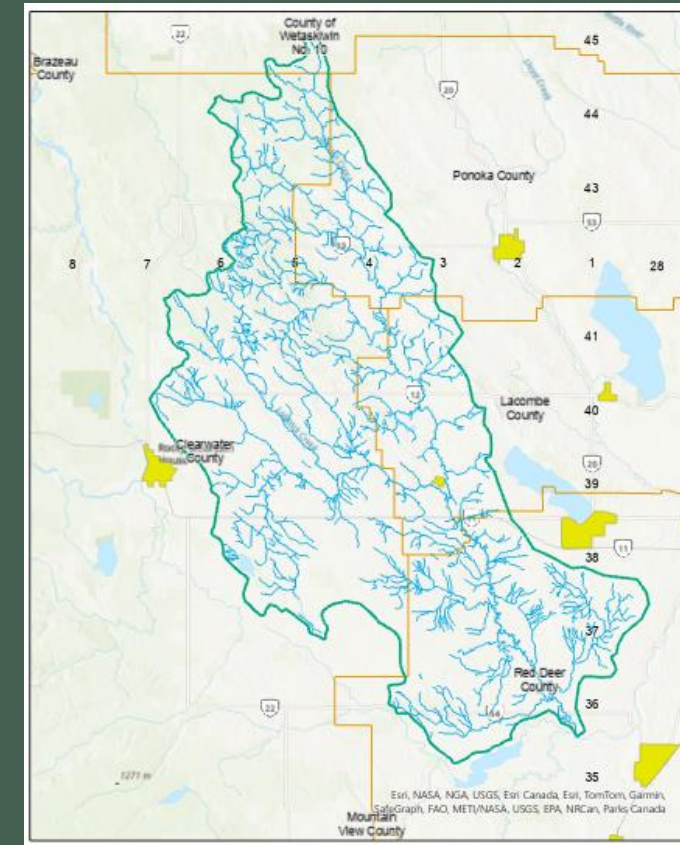 County of
Wetaskiwin
No. 10
22
45
Brazeau
County
20
44
Ponoka County
43
53
53
8
7
6
5
4
3
2
1
28
41
12
Lacombe
County
40
Clearwater
County
20
39
11
38
37
Red Deer
County
36
22
54
35
1271 m
Esri, NASA, NGA, USGS, Esri Canada, Esri, TomTom, Garmin,
SafeGraph, FAO, METI/NASA, USGS, EPA, NRCan, Parks Canada
Mountain
View County